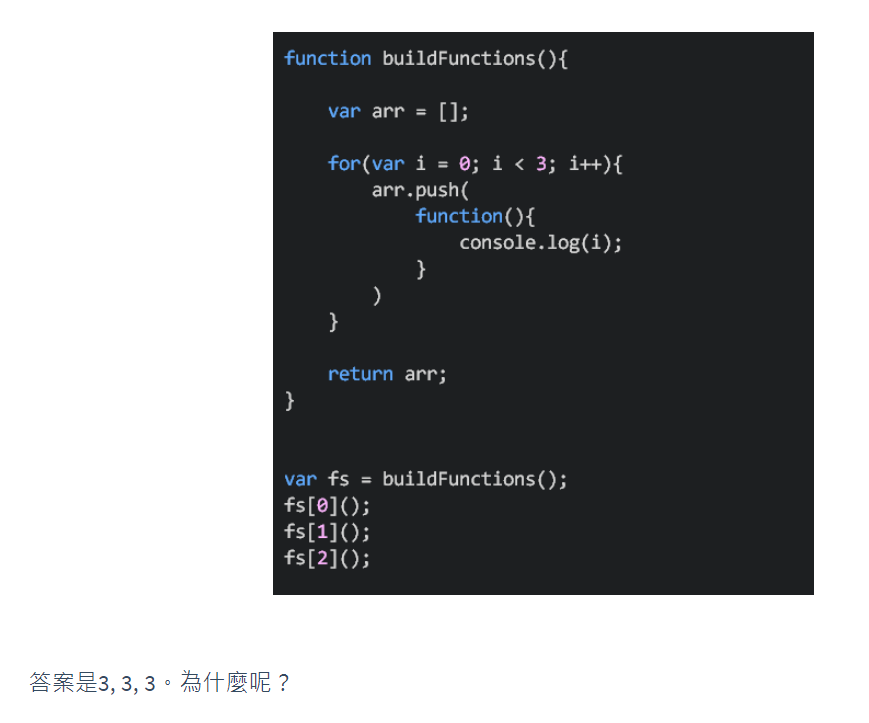 function buildFunctions(){
    var arr = [];
    for(var i = 0; i < 3; i++){
        arr.push(
            function(){
                console.log(i);
            }
        )
    }
    return arr;
}
var fs = buildFunctions();
fs[0]();
fs[1]();
fs[2]();
答案是3, 3, 3。為什麼呢？